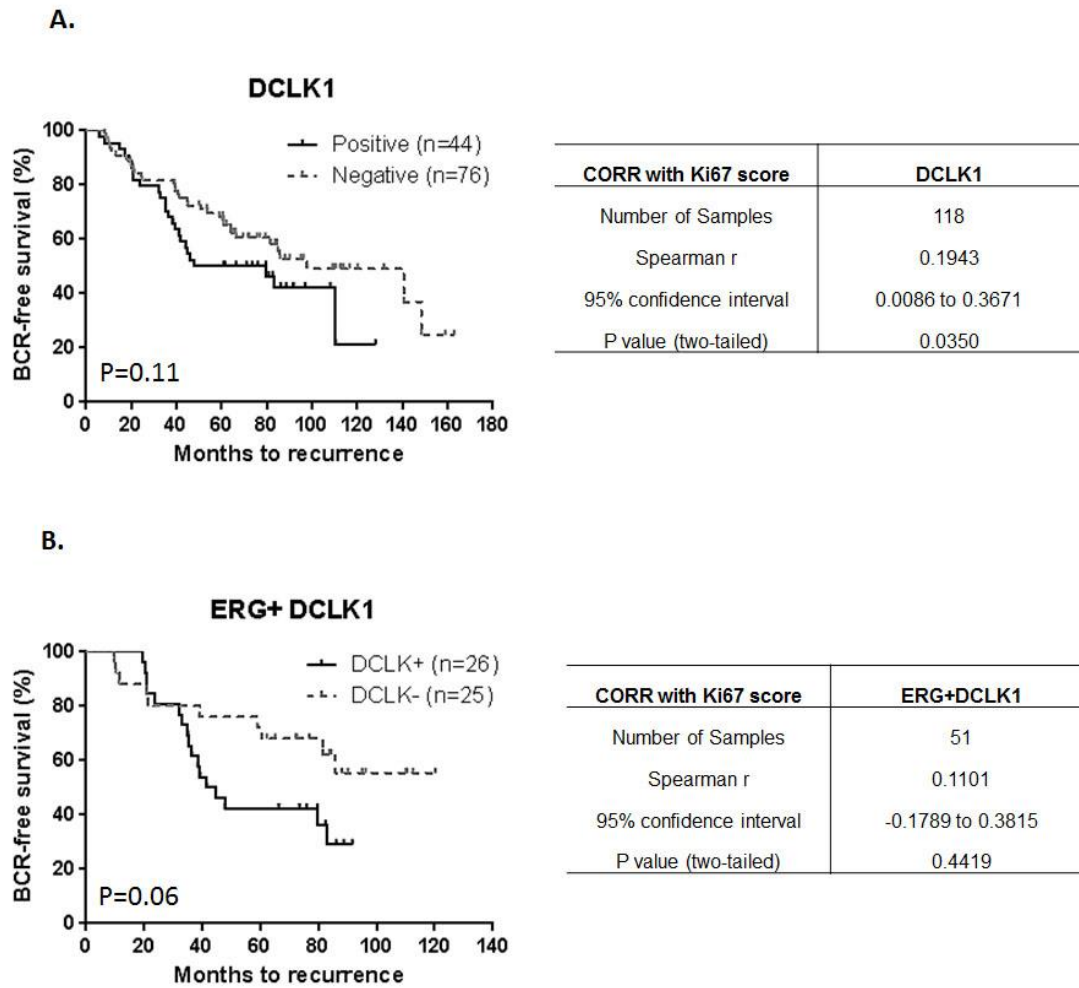 A.
DCLK1
BCR-free survival (%)
100
80
60
40
20
0
Positive (n=44)
Negative (n=76)
P=0.11
0 20 40 60 80 100 120 140 160 180
Months to recurrence
CORR with Ki67 score DCLK1
Number of Samples 118
Spearman r 0.1943
95% confidence interval 0.0086 to 0.3671
P value (two-tailed) 0.0350
B.
ERG+ DCLK1
BCR-free survival (%)
100
80
60
40
20
0
DCLK+ (n=26)
DCLK- (n=25)
P=0.06
0 20 40 60 80 100 120 140
Months to recurrence
CORR with Ki67 score ERG+DCLK1
Number of Samples 51
Spearman r 0.1101
95% confidence interval -0.1789 to 0.3815
P value (two-tailed) 0.4419